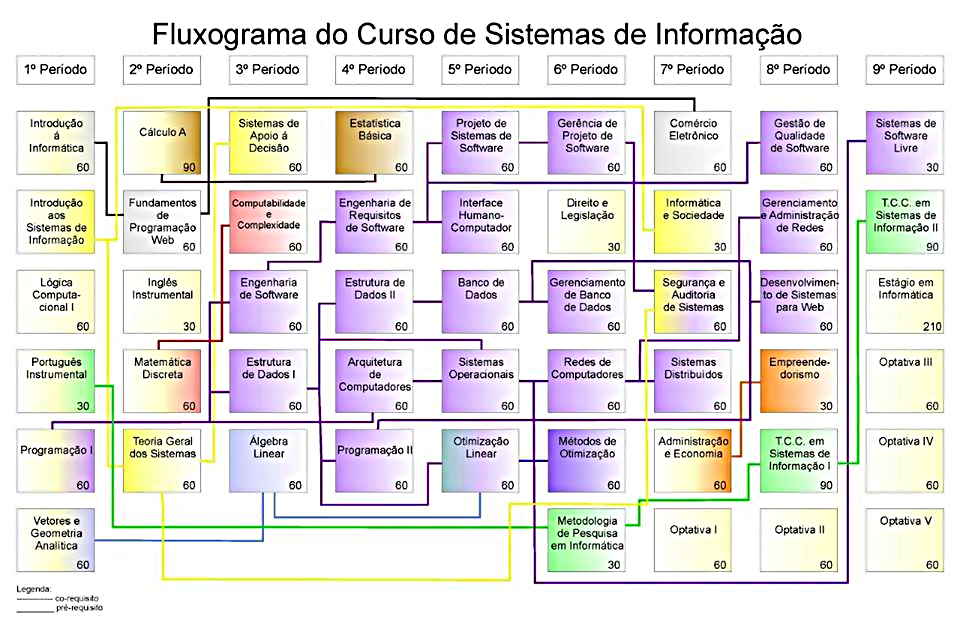 Fluxograma do Curso de Sistemas de Informação
1º Período
2º Período
3º Período
4º Período
5º Período
6º Período
7º Período
8º Período
9º Período
Introdução
á
Informática
60
Cálculo A
90
Sistemas de
Apoio á
Decisão
60
Estatística
Básica
60
Projeto de
Sistemas de
Software
60
Gerência de
Projeto de
Software
60
Comércio
Eletrônico
60
Gestão de
Qualidade
de Software
60
Sistemas de
Software
Livre
30
Introdução
aos
Sistemas de
Informação
60
Fundamentos
de
Programação
Web
60
Computabilidade
e
Complexidade
60
Engenharia de
Requisitos
de Software
60
Interface
Humano-
Computador
60
Direito e
Legislação
30
Informática
e Sociedade
30
Gerenciamento
e Administração
de Redes
60
T.C.C. em
Sistemas de
Informação II
90
Lógica
Computa-
cional I
60
Inglês
Instrumental
30
Engenharia
de Software
60
Estrutura de
Dados II
60
Banco de
Dados
60
Gerenciamento
de Banco
de Dados
60
Segurança e
Auditoria
de Sistemas
60
Desenvolvimen-
to de Sistemas
para Web
60
Estágio em
Informática
210
Português
Instrumental
30
Matemática
Discreta
60
Estrutura
de Dados I
60
Arquitetura
de
Computadores
60
Sistemas
Operacionais
60
Redes de
Computadores
60
Sistemas
Distribuidos
60
Empreende-
dorismo
30
Optativa III
60
Programação I
60
Teoria Geral
dos Sistemas
60
Álgebra
Linear
60
Programação II
60
Otimização
Linear
60
Métodos de
Otimização
60
Administração
e Economia
60
T.C.C. em
Sistemas de
Informação I
90
Optativa IV
60
Vetores e
Geometria
Analítica
60
Metodologia
de Pesquisa
em Informática
30
Optativa I
60
Optativa II
60
Optativa V
60
Legenda:
------------ co-requisito
_________ pré-requisito